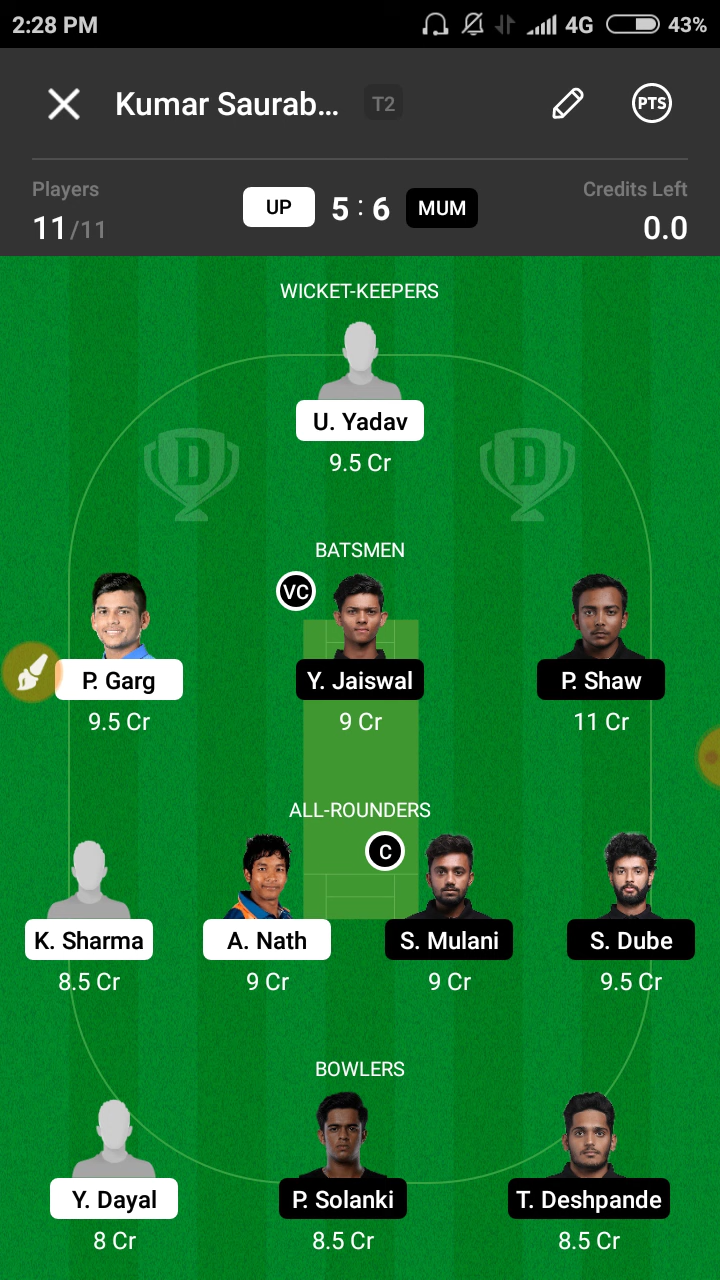 2:28 PM 4G 43%
Kumar Saurab... T2 PTS
Players Credits Left
11/11 UP 5 : 6 MUM 0.0
WICKET-KEEPERS
D D
U. Yadav
9.5 Cr
BATSMEN
VC
P. Garg Y. Jaiswal P. Shaw
9.5 Cr 9 Cr 11 Cr
ALL-ROUNDERS
C
K. Sharma A. Nath S. Mulani S. Dube
8.5 Cr 9 Cr 9 Cr 9.5 Cr
BOWLERS
Y. Dayal P. Solanki T. Deshpande
8 Cr 8.5 Cr 8.5 Cr